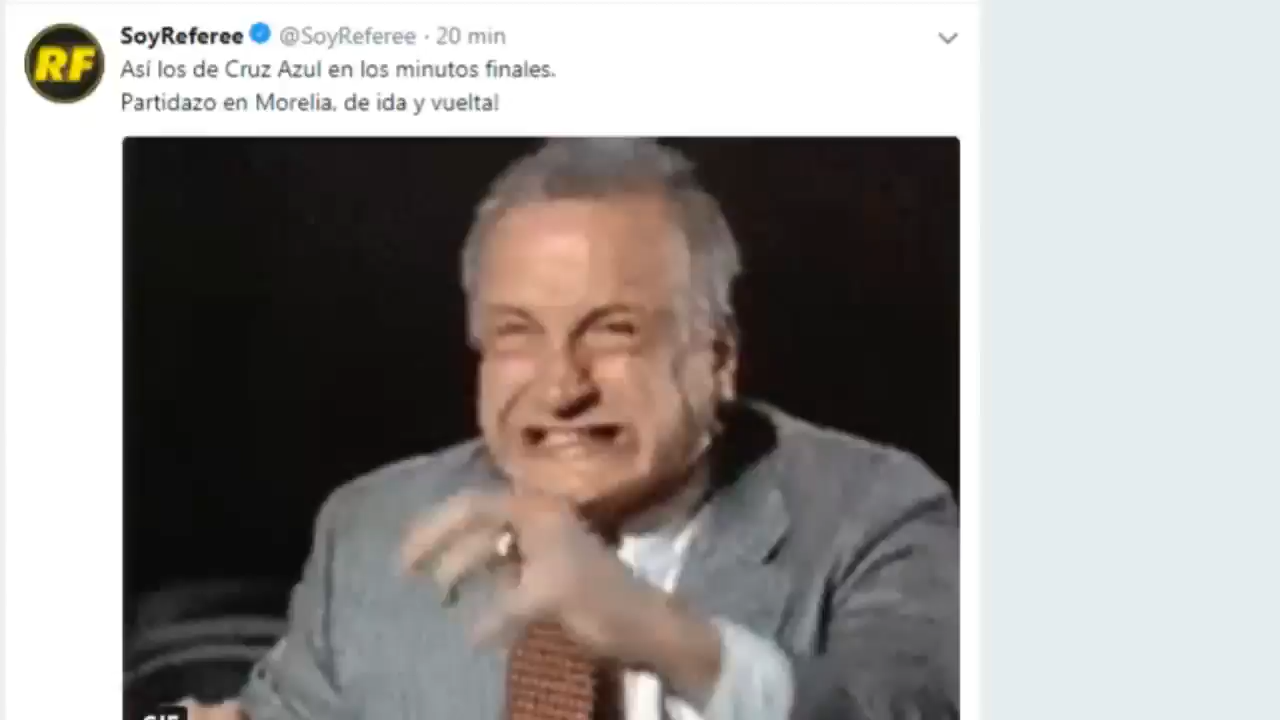 RF
SoyReferee @SoyReferee · 20 min
Así los de Cruz Azul en los minutos finales.
Partidazo en Morelia, de ida y vuelta!
GIF